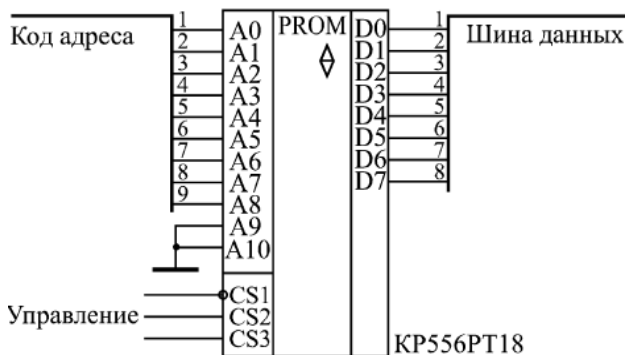 Код адреса
1
2
3
4
5
6
7
8
9
A0
A1
A2
A3
A4
A5
A6
A7
A8
A9
A10
CS1
CS2
CS3
Управление
PROM
D0
D1
D2
D3
D4
D5
D6
D7
1
2
3
4
5
6
7
8
Шина данных
КР556РТ18